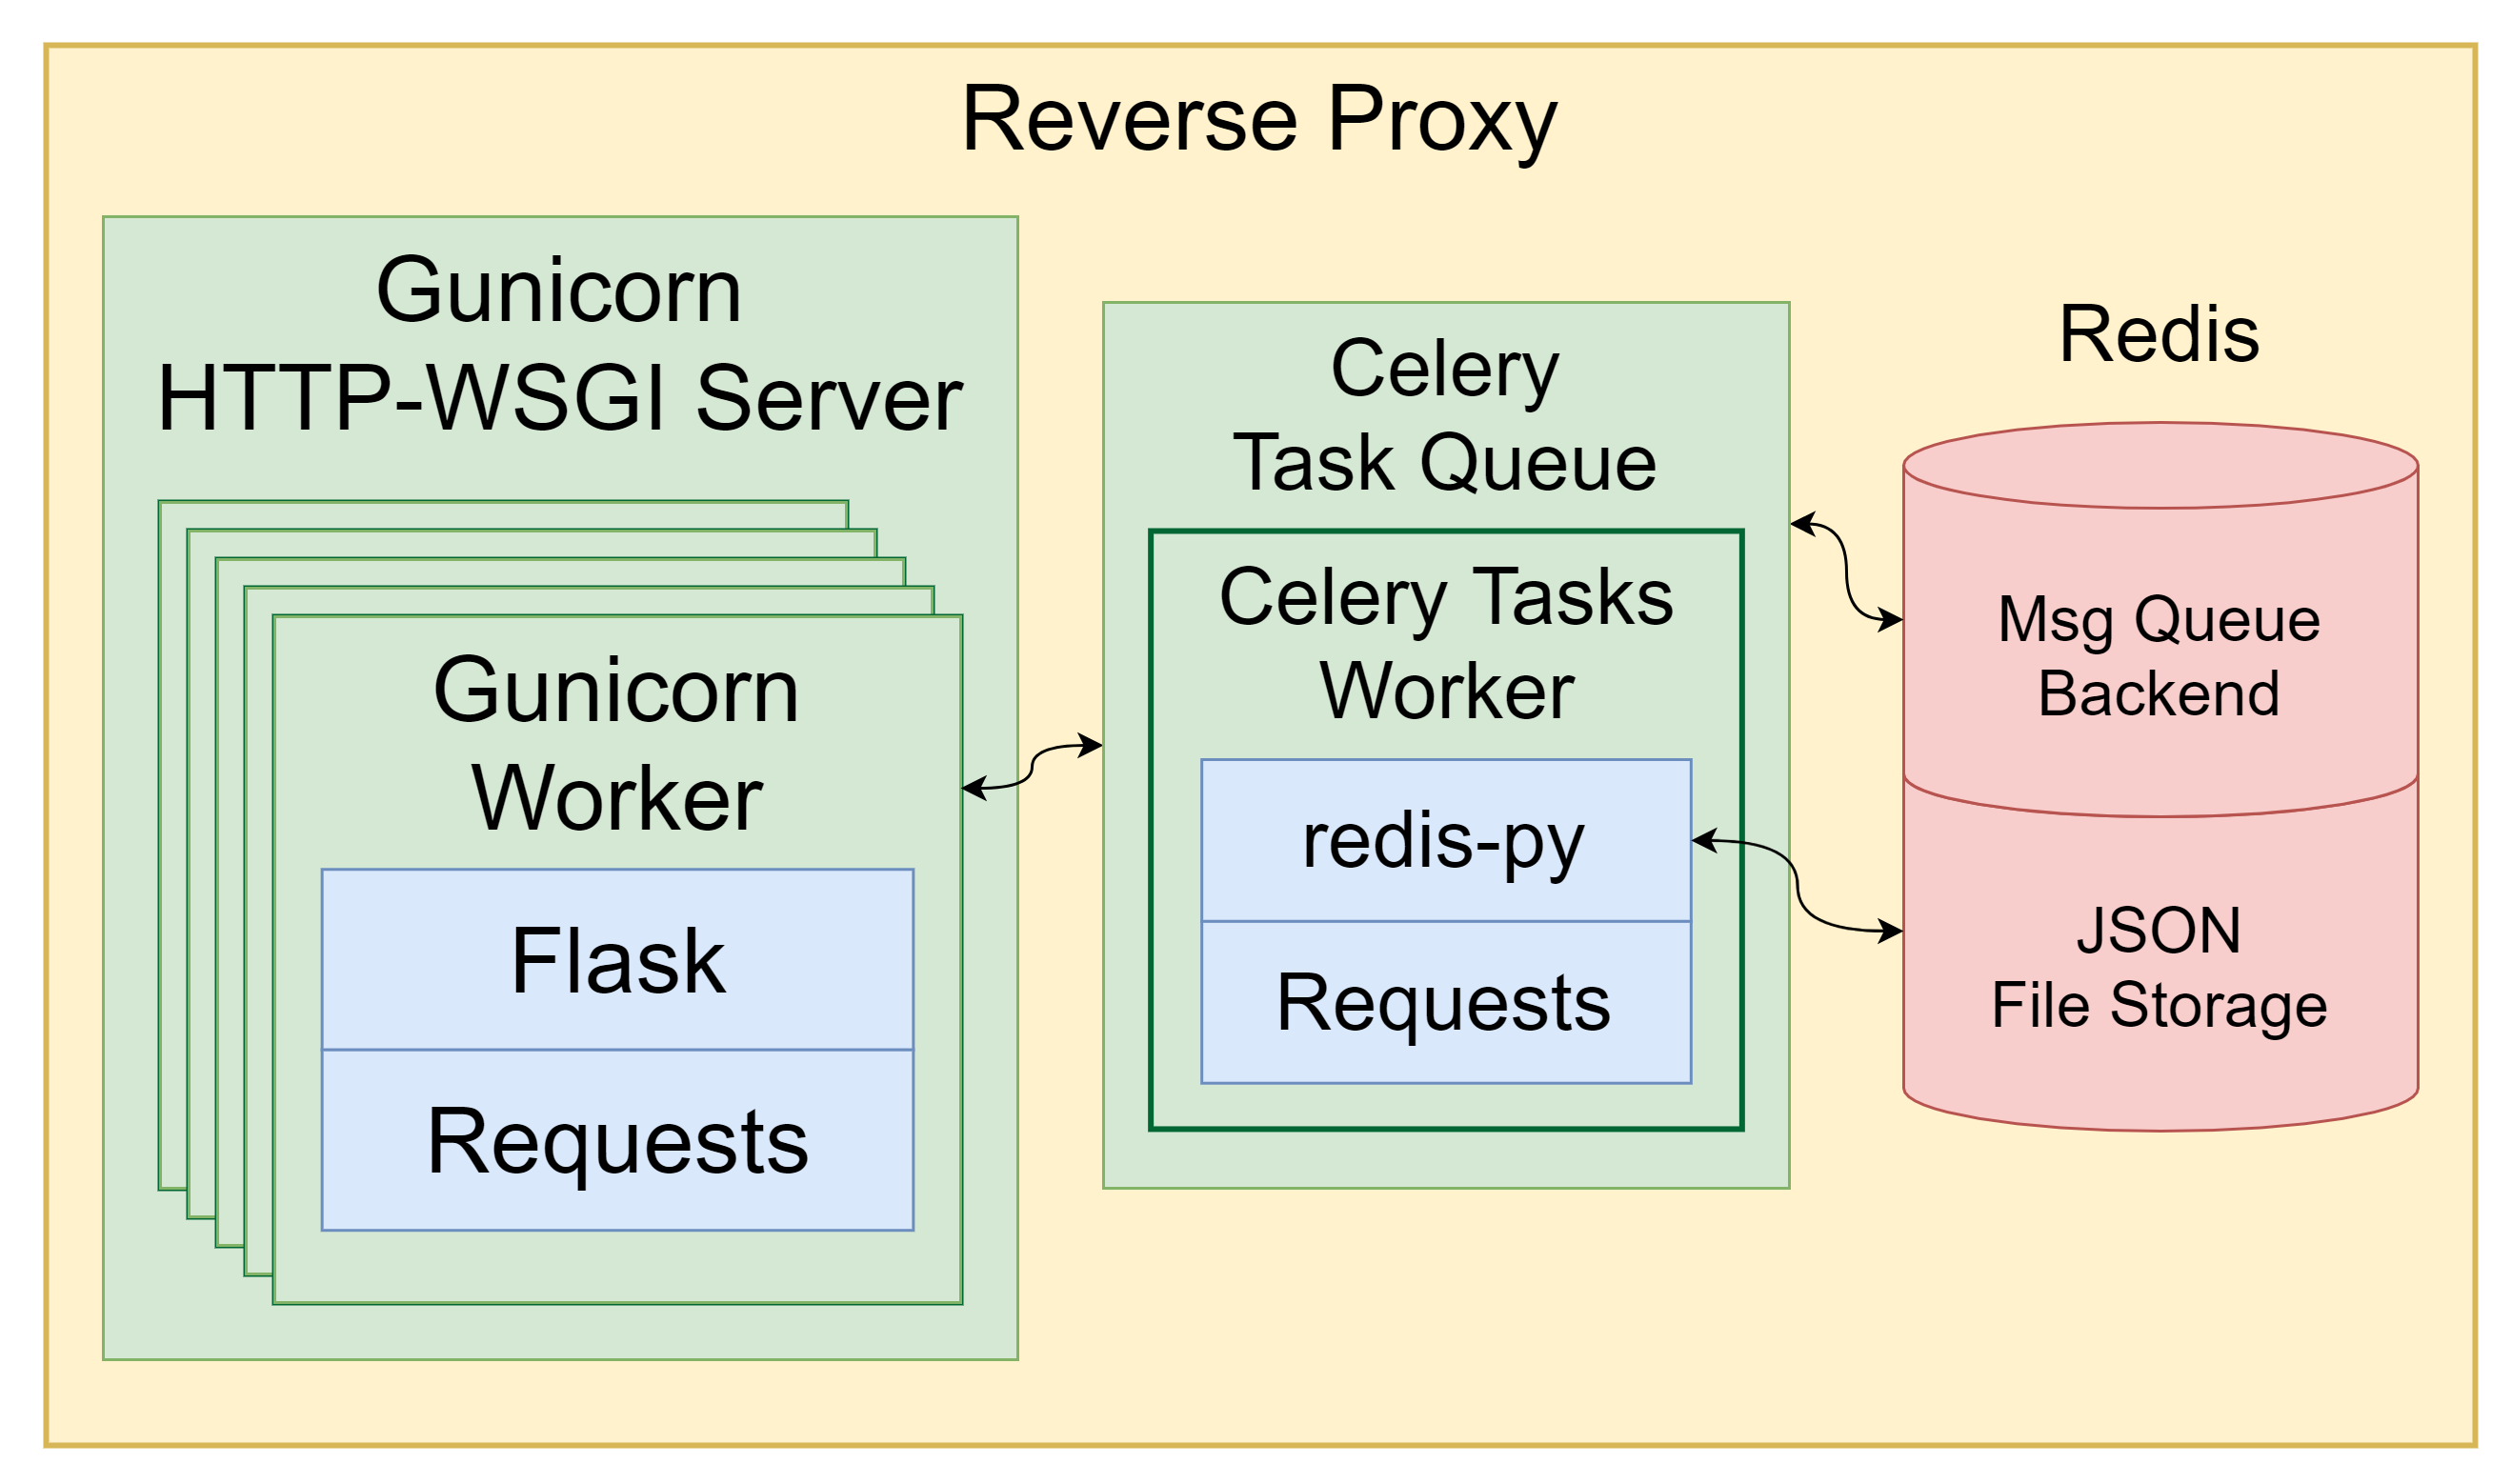 Reverse Proxy
Gunicorn
HTTP-WSGI Server
Gunicorn
Worker
Flask
Requests
Celery
Task Queue
Celery Tasks
Worker
redis-py
Requests
Redis
Msg Queue
Backend
JSON
File Storage